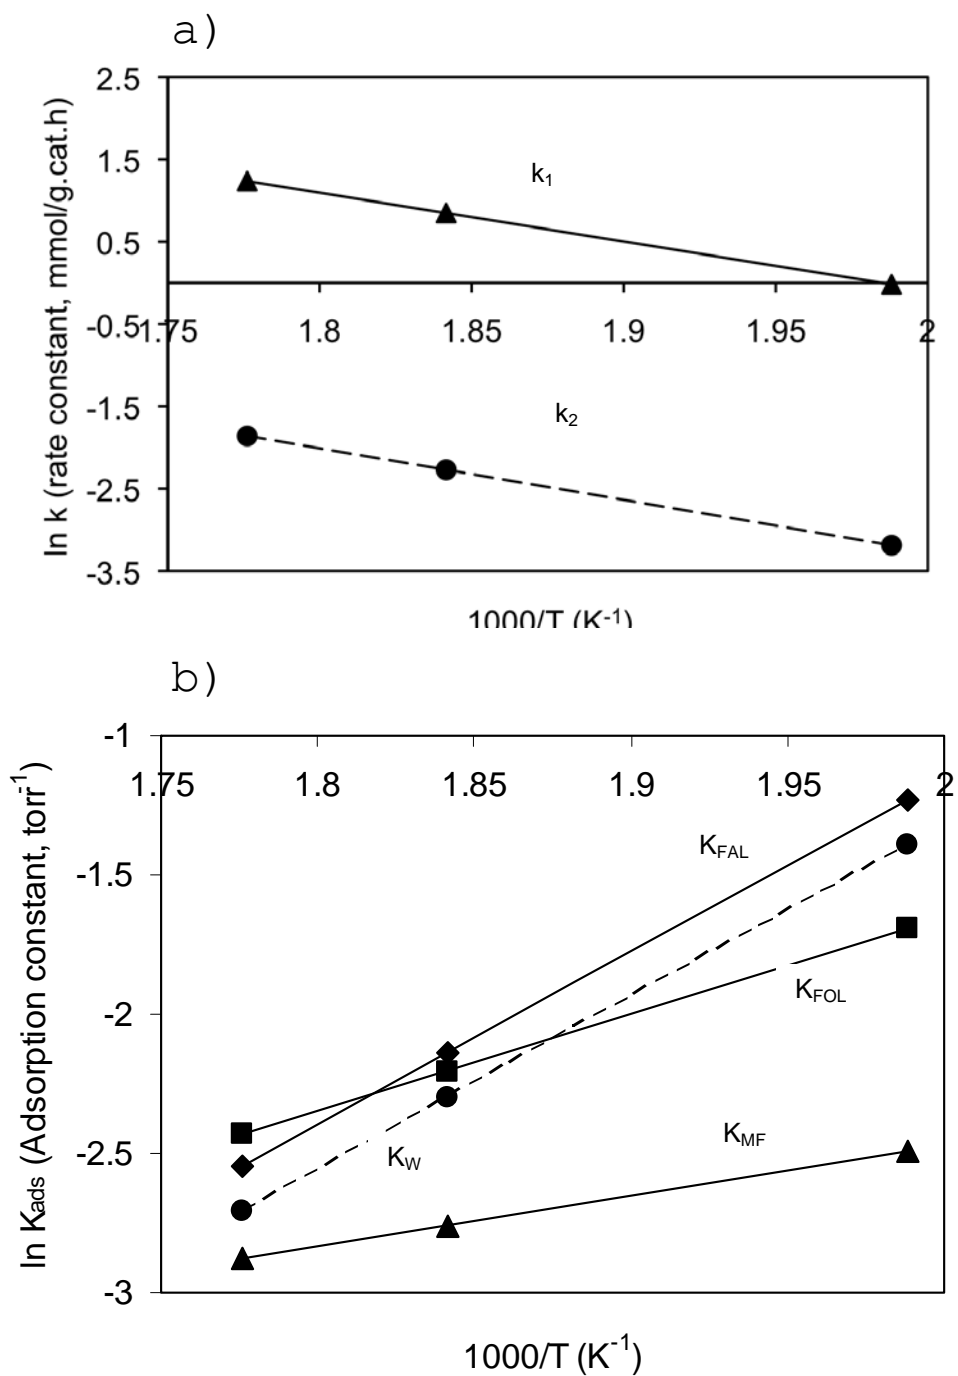 a)
2.5
1.5
0.5
-0.5
-1.5
-2.5
-3.5
1.75
1.8
1.85
1.9
1.95
2
k1
k2
ln k (rate constant, mmol/g.cat.h)
1000/T (K-1)
b)
-1
-1.5
-2
-2.5
-3
1.75
1.8
1.85
1.9
1.95
2
KFAL
KFOL
KW
KMF
ln Kads (Adsorption constant, torr-1)
1000/T (K-1)